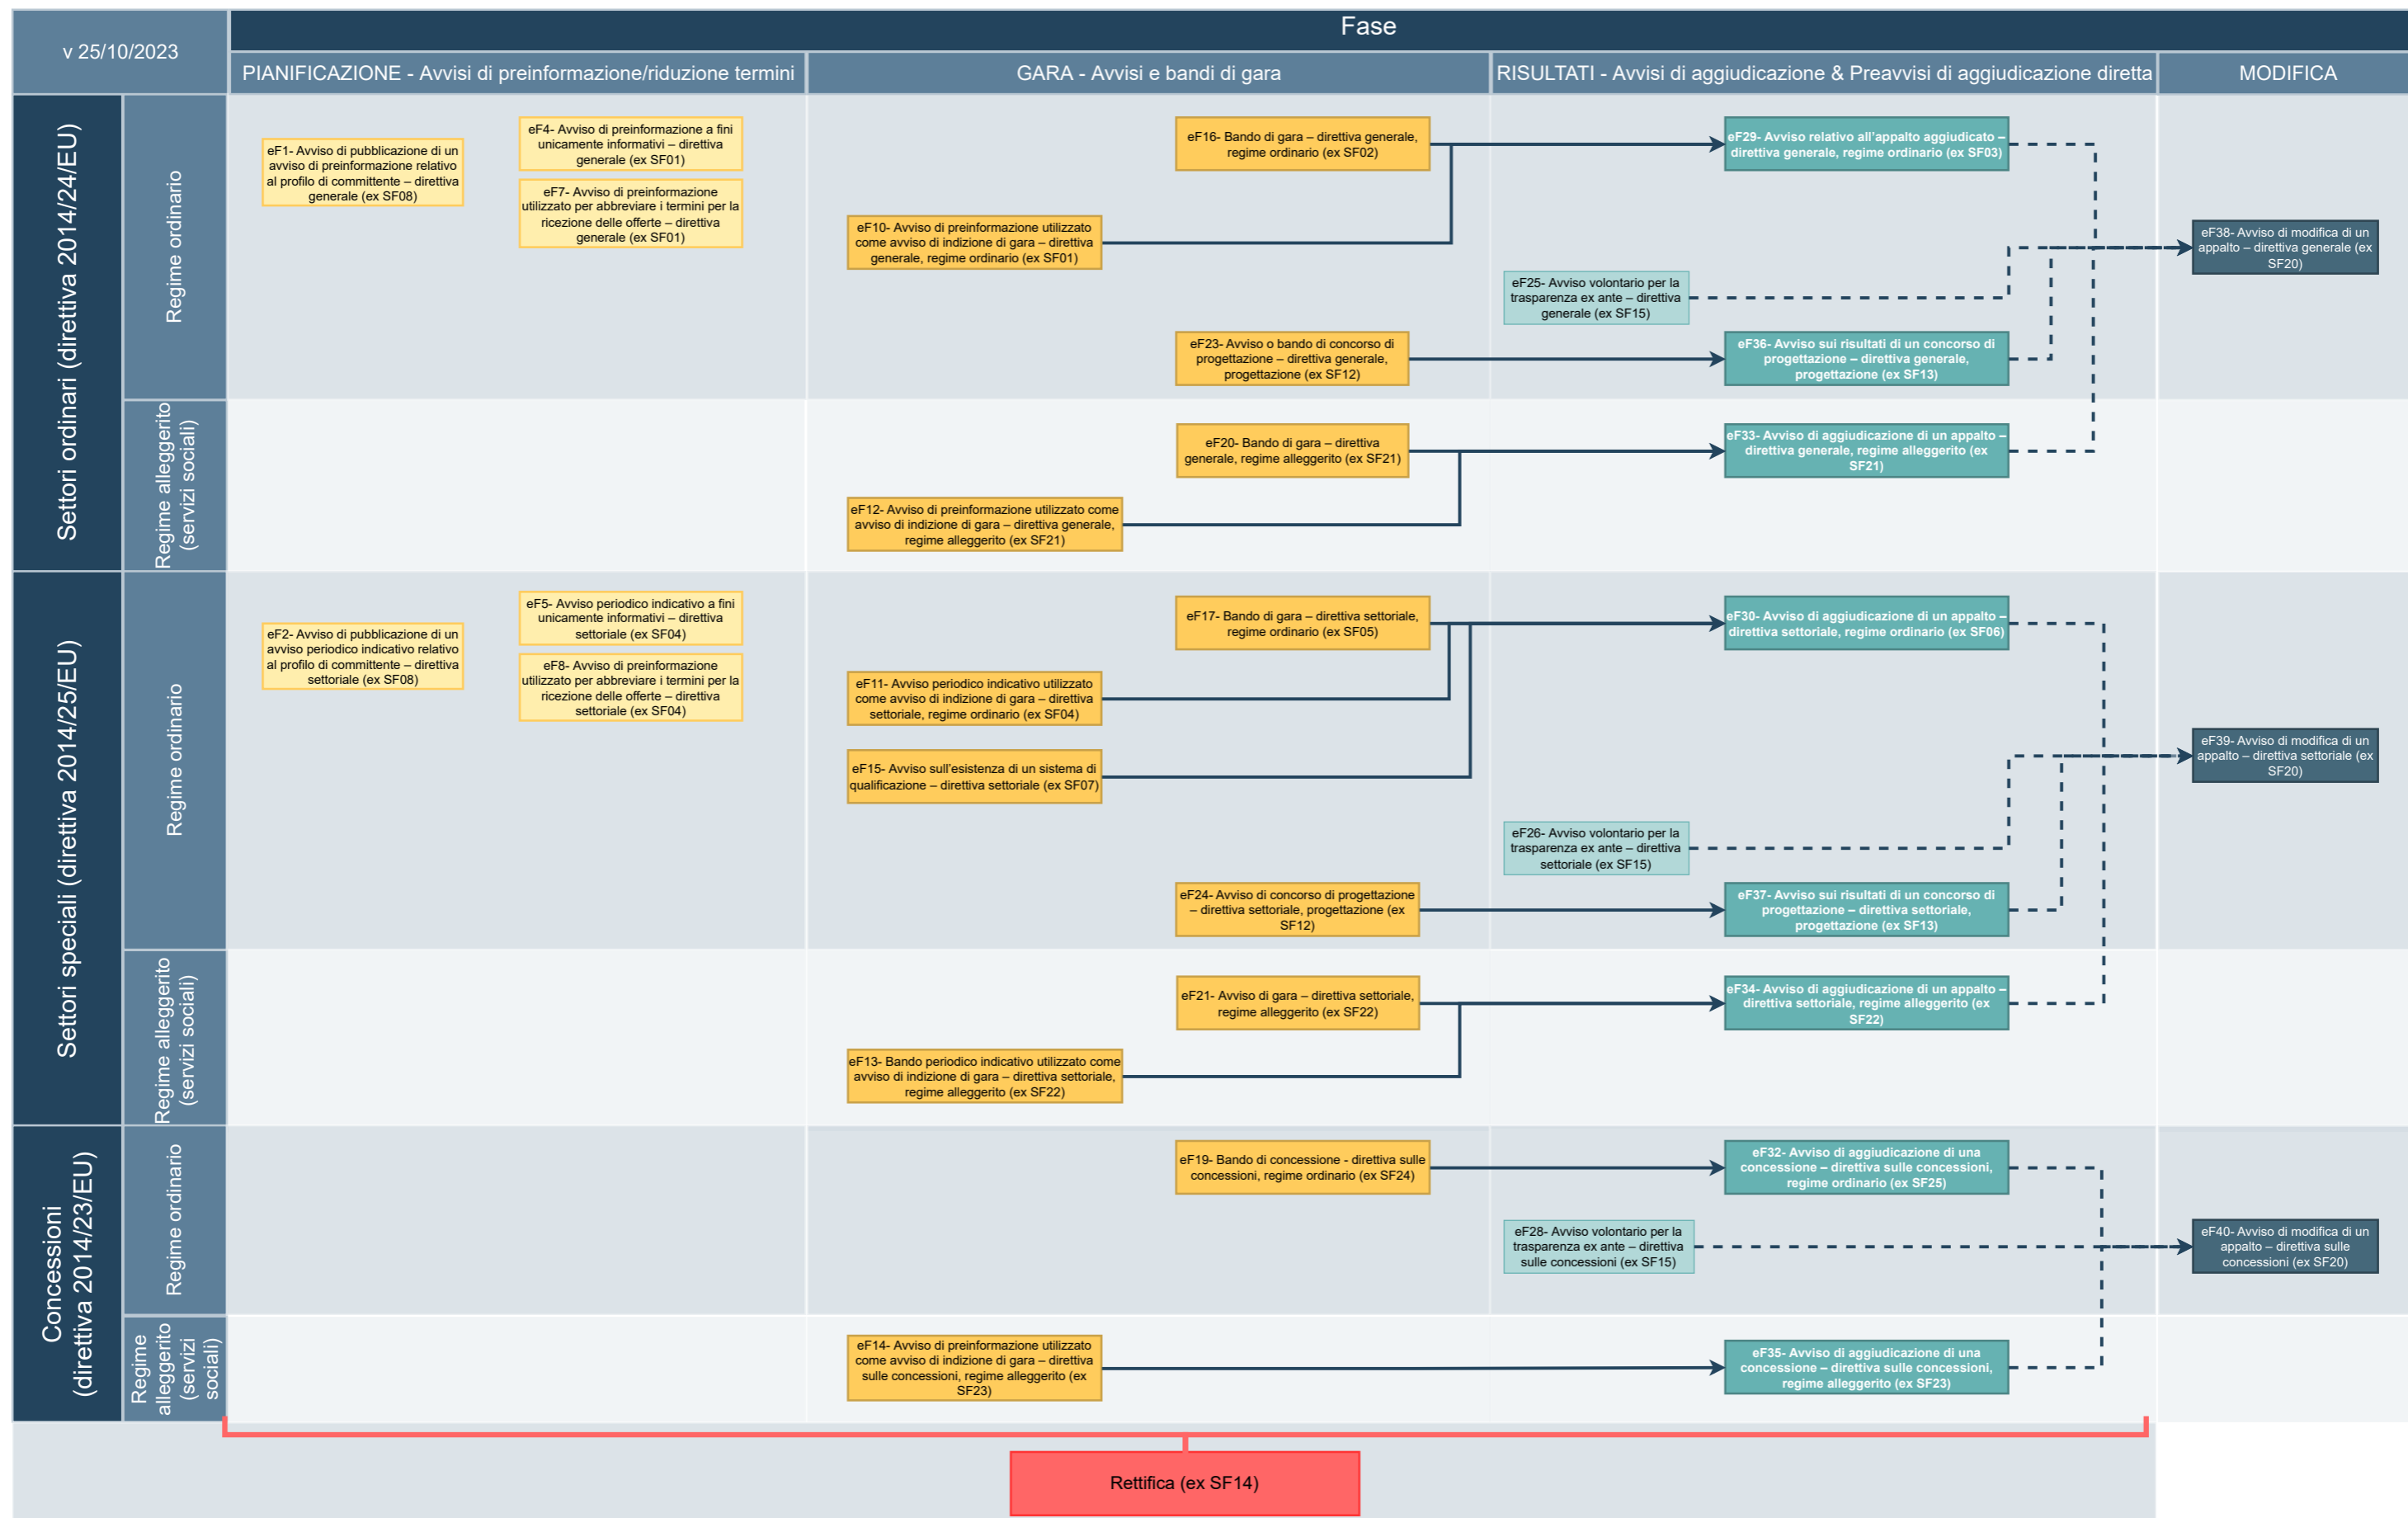 v 25/10/2023
Fase
PIANIFICAZIONE - Avvisi di preinformazione/riduzione termini
GARA - Avvisi e bandi di gara
RISULTATI - Avvisi di aggiudicazione & Preavvisi di aggiudicazione diretta
MODIFICA
Settori ordinari (direttiva 2014/24/EU)
Regime ordinario
eF1- Avviso di pubblicazione di un
avviso di preinformazione relativo
al profilo di committente – direttiva
generale (ex SF08)
eF4- Avviso di preinformazione a fini
unicamente informativi – direttiva
generale (ex SF01)
eF7- Avviso di preinformazione
utilizzato per abbreviare i termini per la
ricezione delle offerte – direttiva
generale (ex SF01)
eF16- Bando di gara – direttiva generale,
regime ordinario (ex SF02)
eF10- Avviso di preinformazione utilizzato
come avviso di indizione di gara – direttiva
generale, regime ordinario (ex SF01)
eF29- Avviso relativo all’appalto aggiudicato –
direttiva generale, regime ordinario (ex SF03)
eF25- Avviso volontario per la
trasparenza ex ante – direttiva
generale (ex SF15)
eF38- Avviso di modifica di un
appalto – direttiva generale (ex
SF20)
eF23- Avviso o bando di concorso di
progettazione – direttiva generale,
progettazione (ex SF12)
eF36- Avviso sui risultati di un concorso di
progettazione – direttiva generale,
progettazione (ex SF13)
Regime alleggerito
(servizi sociali)
eF20- Bando di gara – direttiva
generale, regime alleggerito (ex SF21)
eF33- Avviso di aggiudicazione di un appalto –
direttiva generale, regime alleggerito (ex
SF21)
eF12- Avviso di preinformazione utilizzato come
avviso di indizione di gara – direttiva generale,
regime alleggerito (ex SF21)
Settori speciali (direttiva 2014/25/EU)
Regime ordinario
eF2- Avviso di pubblicazione di un
avviso periodico indicativo relativo
al profilo di committente – direttiva
settoriale (ex SF08)
eF5- Avviso periodico indicativo a fini
unicamente informativi – direttiva
settoriale (ex SF04)
eF8- Avviso di preinformazione
utilizzato per abbreviare i termini per la
ricezione delle offerte – direttiva
settoriale (ex SF04)
eF17- Bando di gara – direttiva settoriale,
regime ordinario (ex SF05)
eF30- Avviso di aggiudicazione di un appalto –
direttiva settoriale, regime ordinario (ex SF06)
eF11- Avviso periodico indicativo utilizzato
come avviso di indizione di gara – direttiva
settoriale, regime ordinario (ex SF04)
eF15- Avviso sull’esistenza di un sistema di
qualificazione – direttiva settoriale (ex SF07)
eF39- Avviso di modifica di un
appalto – direttiva settoriale (ex
SF20)
eF26- Avviso volontario per la
trasparenza ex ante – direttiva
settoriale (ex SF15)
eF24- Avviso di concorso di progettazione
– direttiva settoriale, progettazione (ex
SF12)
eF37- Avviso sui risultati di un concorso di
progettazione – direttiva settoriale,
progettazione (ex SF13)
Regime alleggerito
(servizi sociali)
eF21- Avviso di gara – direttiva settoriale,
regime alleggerito (ex SF22)
eF34- Avviso di aggiudicazione di un appalto –
direttiva settoriale, regime alleggerito (ex
SF22)
eF13- Bando periodico indicativo utilizzato come
avviso di indizione di gara – direttiva settoriale,
regime alleggerito (ex SF22)
Concessioni
(direttiva 2014/23/EU)
Regime ordinario
eF19- Bando di concessione - direttiva sulle
concessioni, regime ordinario (ex SF24)
eF32- Avviso di aggiudicazione di una
concessione – direttiva sulle concessioni,
regime ordinario (ex SF25)
eF28- Avviso volontario per la
trasparenza ex ante – direttiva
sulle concessioni (ex SF15)
eF40- Avviso di modifica di un
appalto – direttiva sulle
concessioni (ex SF20)
Regime
alleggerito
(servizi
sociali)
eF14- Avviso di preinformazione utilizzato
come avviso di indizione di gara – direttiva
sulle concessioni, regime alleggerito (ex
SF23)
eF35- Avviso di aggiudicazione di una
concessione – direttiva sulle concessioni,
regime alleggerito (ex SF23)
Rettifica (ex SF14)